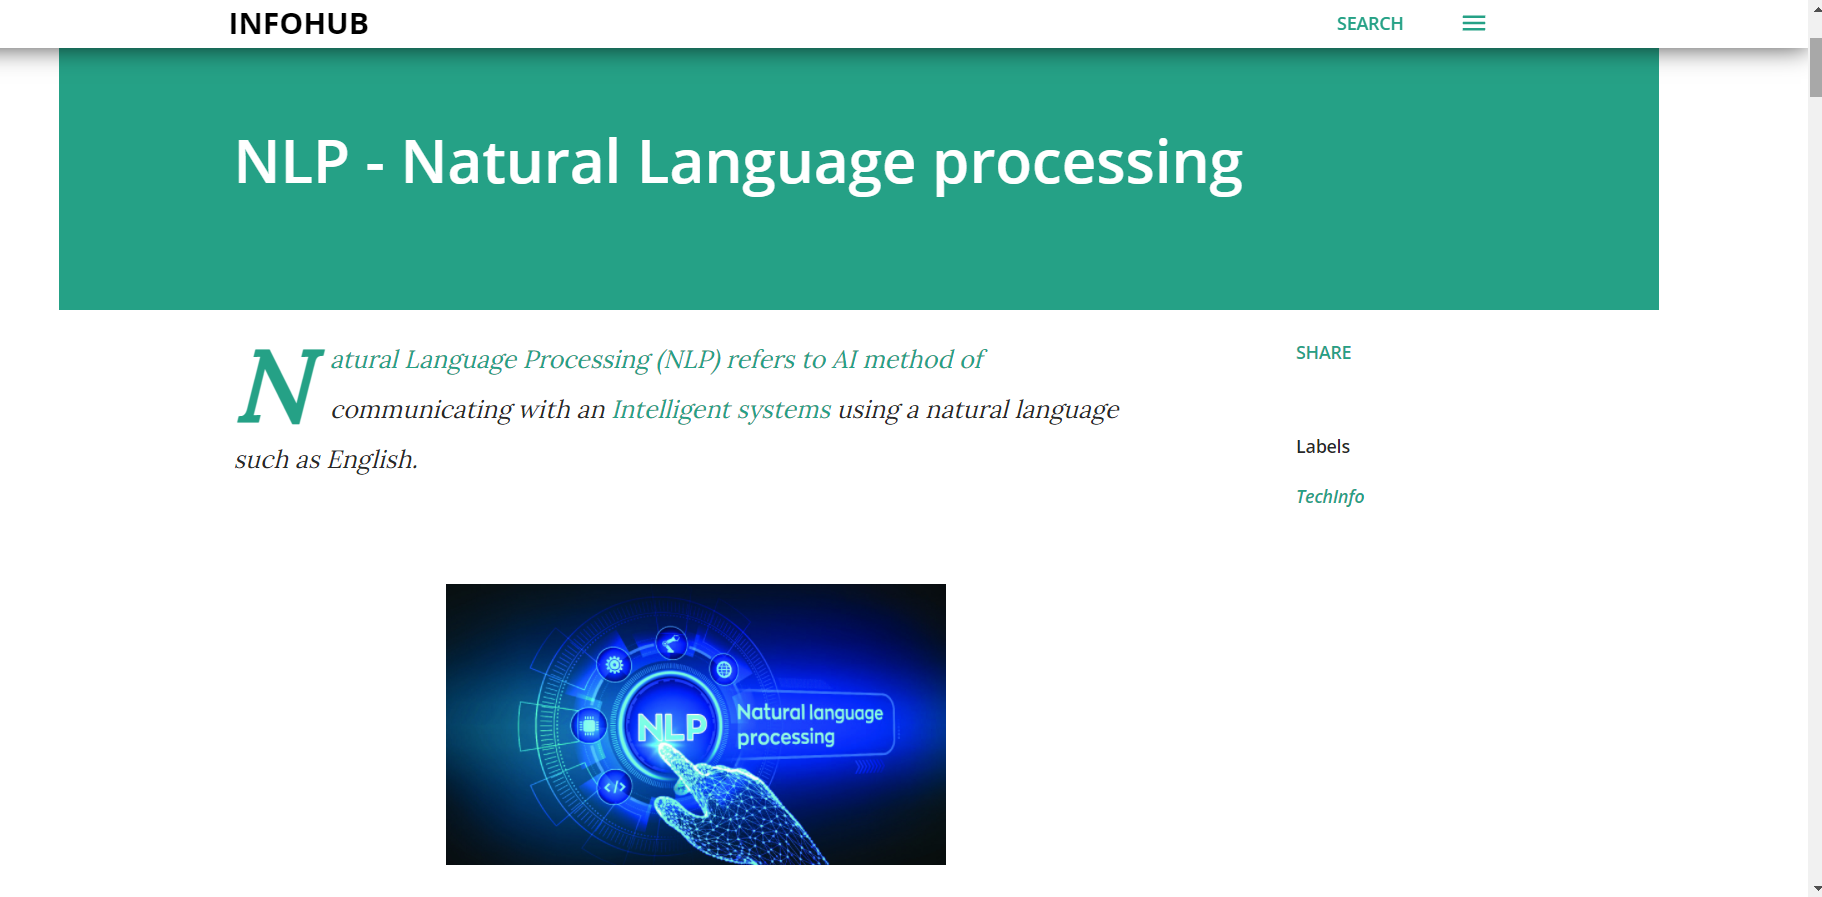 INFOHUB
SEARCH
NLP - Natural Language processing
Natural Language Processing (NLP) refers to AI method of
communicating with an Intelligent systems using a natural language
such as English.
SHARE
Labels
TechInfo
NLP
Natural language
processing
</>